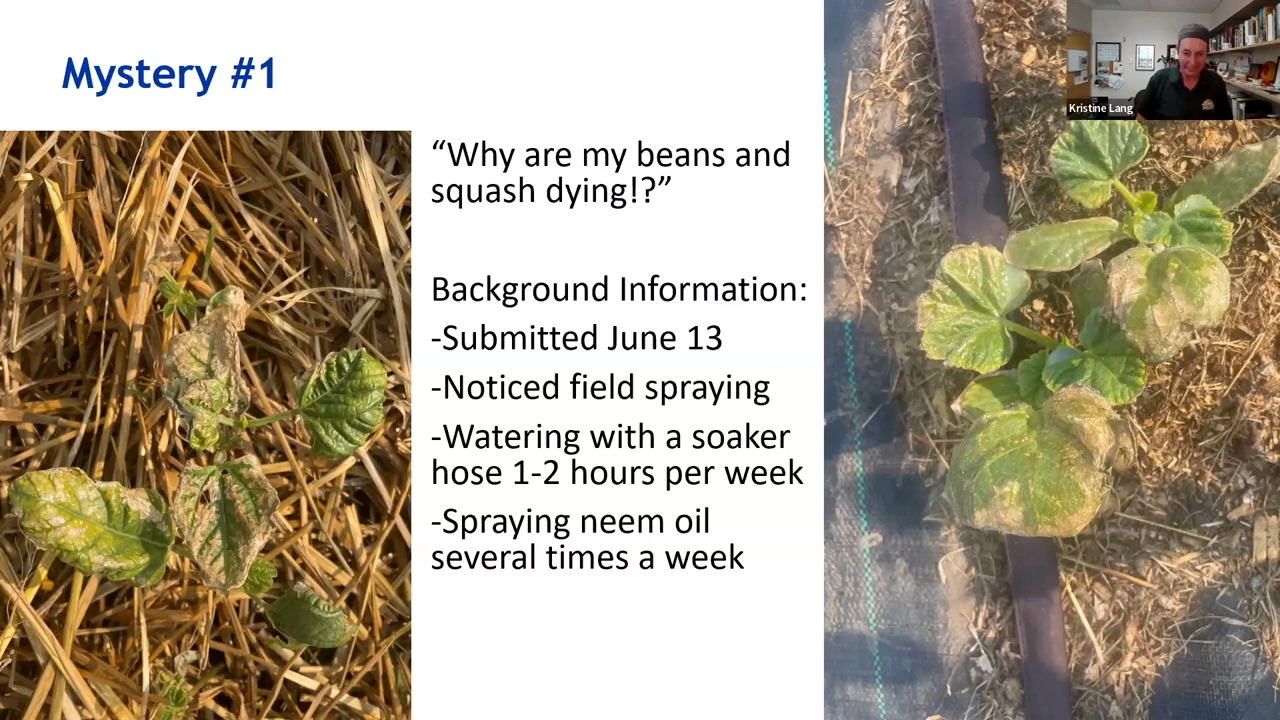 Mystery #1
Kristine Lang
“Why are my beans and
squash dying!?”
Background Information:
-Submitted June 13
-Noticed field spraying
-Watering with a soaker
hose 1-2 hours per week
-Spraying neem oil
several times a week